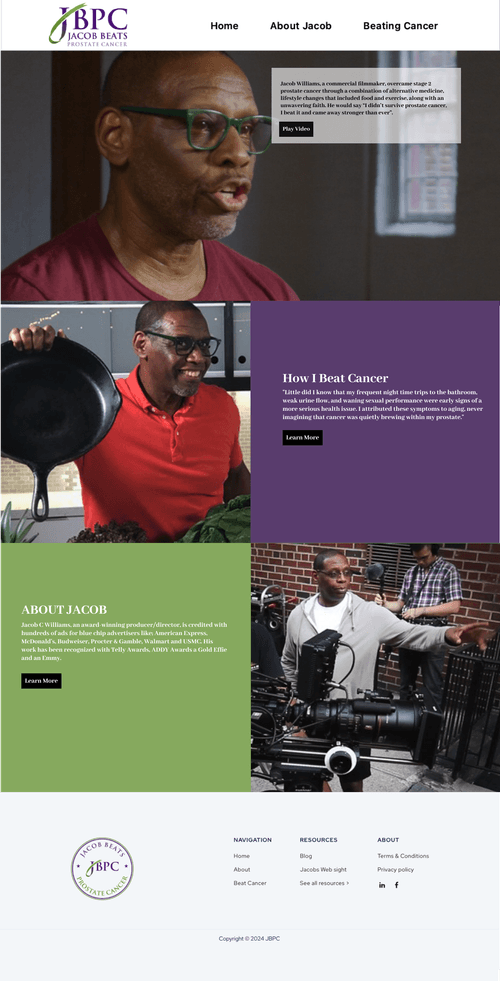 JBPC
JACOB BEATS
PROSTATE CANCER
Home About Jacob Beating Cancer
Jacob Williams, a commercial filmmaker, overcame stage 2
prostate cancer through a combination of alternative medicine,
lifestyle changes that included food and exercise, along with an
unwavering faith. He would say "I didn't survive prostate cancer,
I beat it and came away stronger than ever".
Play Video
How I Beat Cancer
"Little did I know that my frequent night time trips to the bathroom,
weak urine flow, and waning sexual performance were early signs of a
more serious health issue. I attributed these symptoms to aging, never
imagining that cancer was quietly brewing within my prostate."
Learn More
ABOUT JACOB
Jacob C Williams, an award-winning producer/director, is credited with
hundreds of ads for blue chip advertisers like: American Express,
McDonald's, Budweiser, Procter & Gamble, Walmart and USMC. His
work has been recognized with Telly Awards, ADDY Awards a Gold Effie
and an Emmy.
Learn More
JACOB BEATS
JBPC
PROSTATE CANCER
NAVIGATION RESOURCES ABOUT
Home Blog Terms & Conditions
About Jacobs Web sight Privacy policy
Beat Cancer See all resources >
Copyright © 2024 JBPC